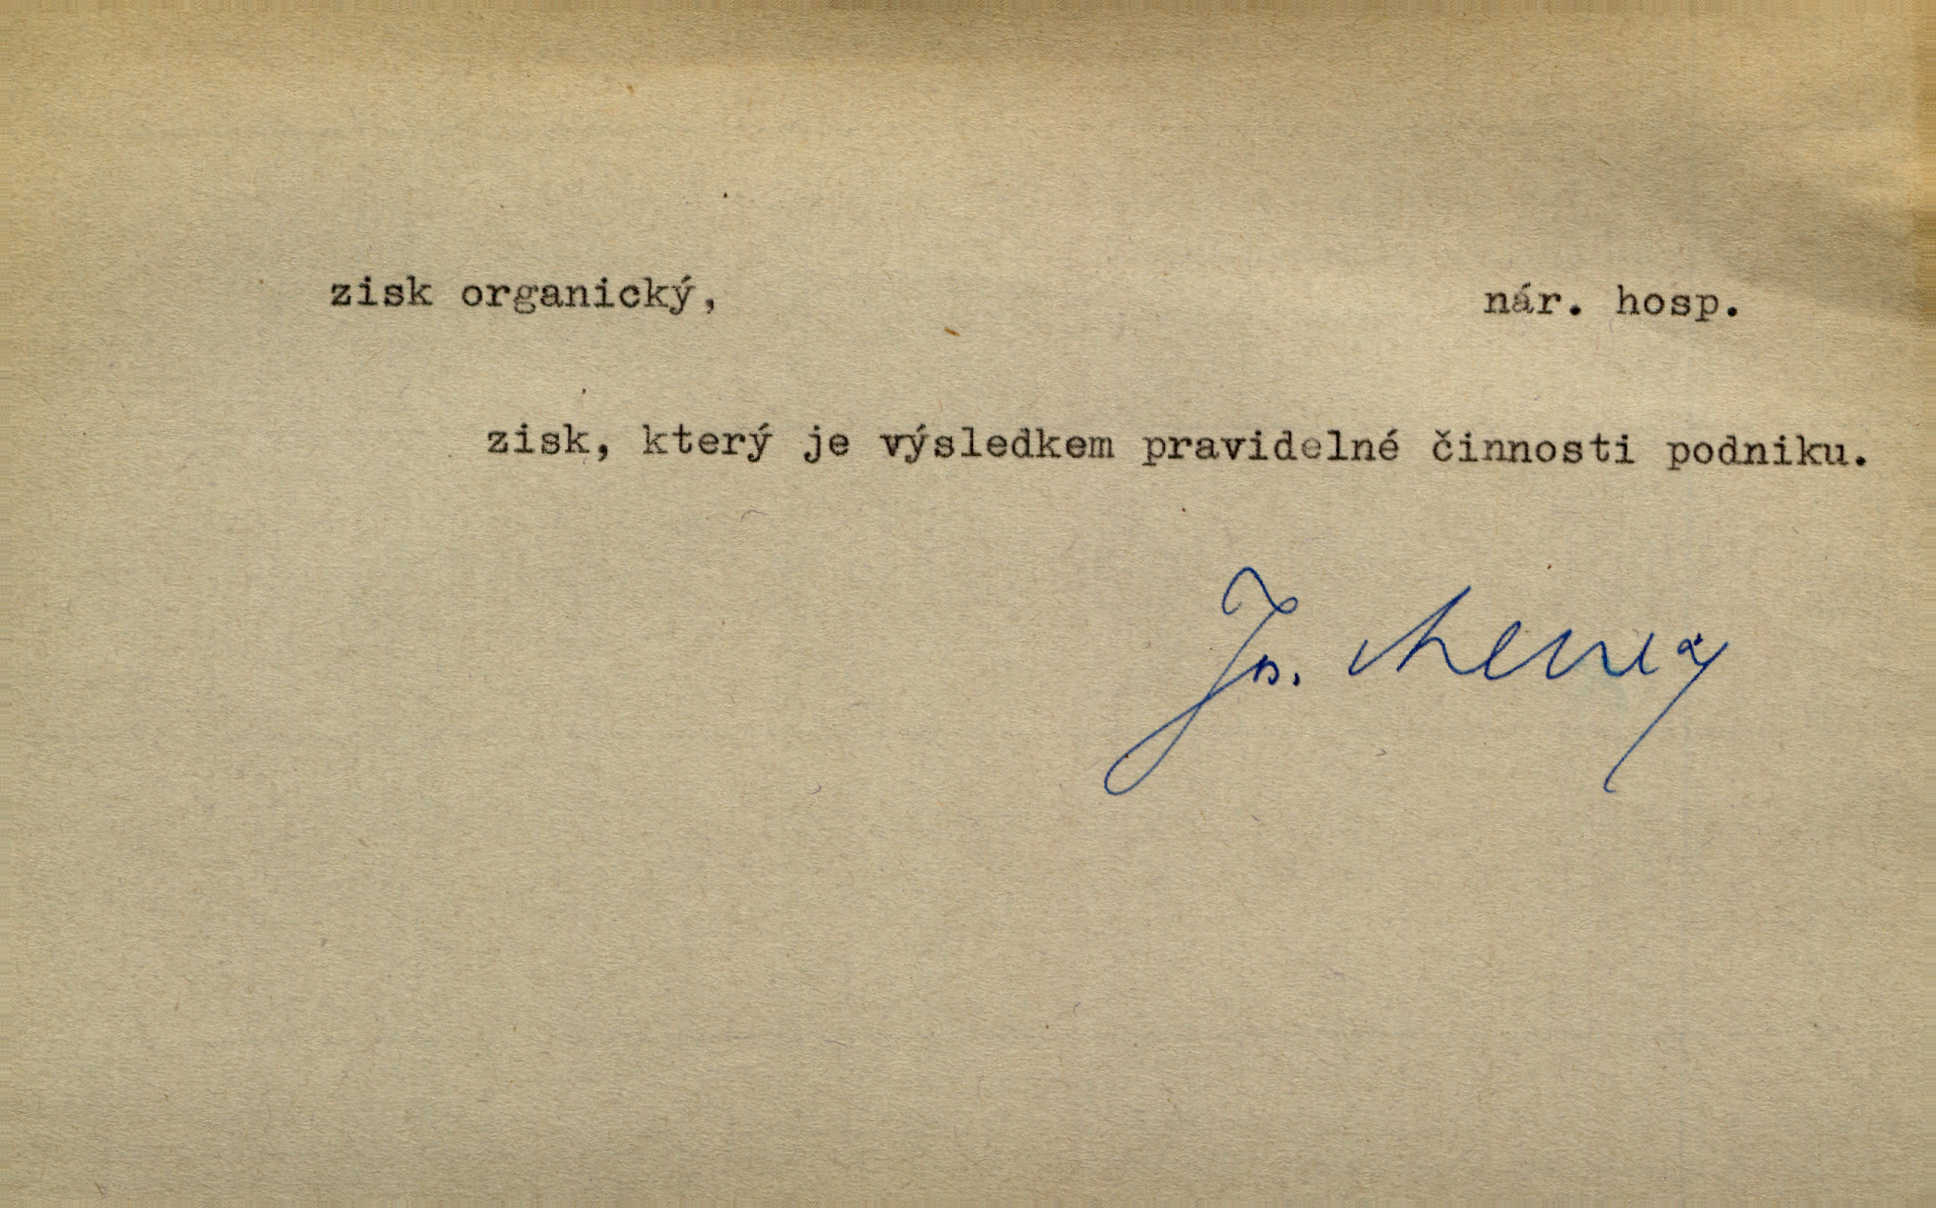 zisk organický, nár. hosp.
zisk, který je výsledkem pravidelné činnosti podniku.